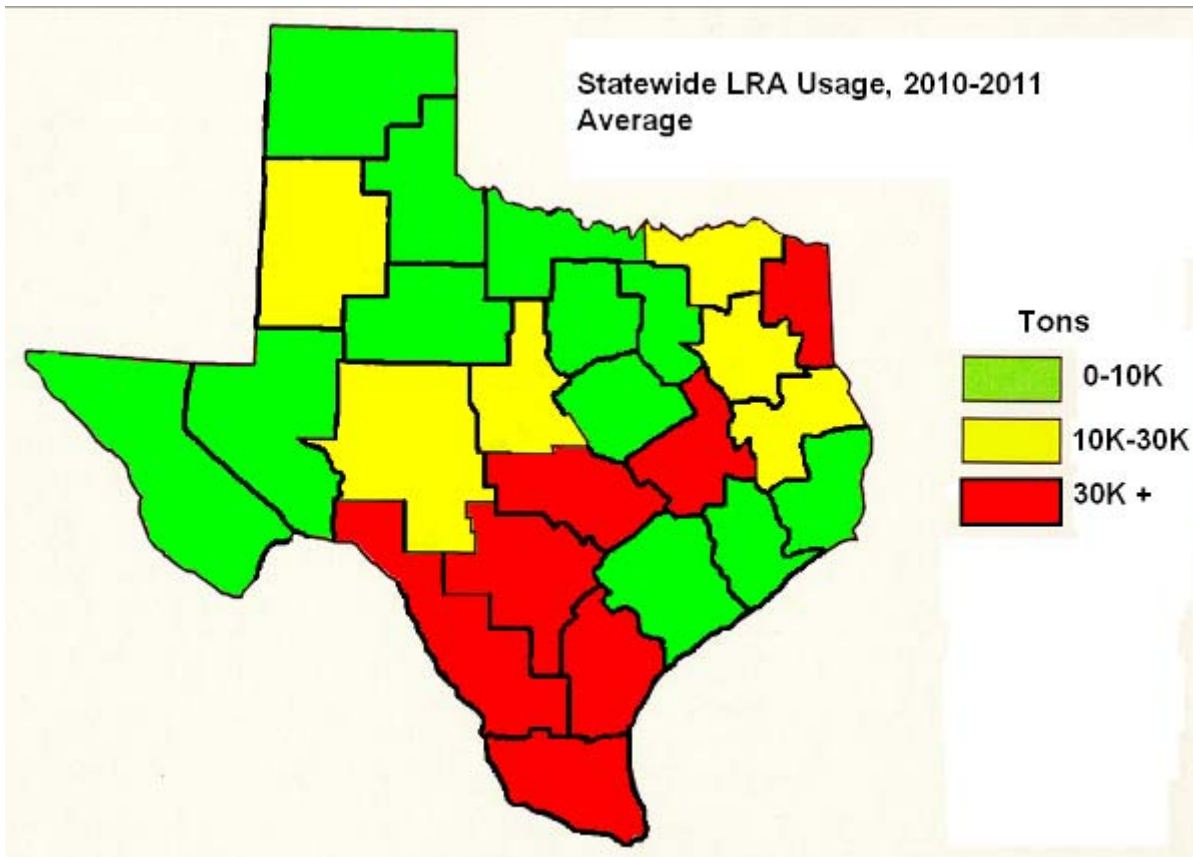 Statewide LRA Usage, 2010-2011
Average
Tons
0-10K
10K-30K
30K +